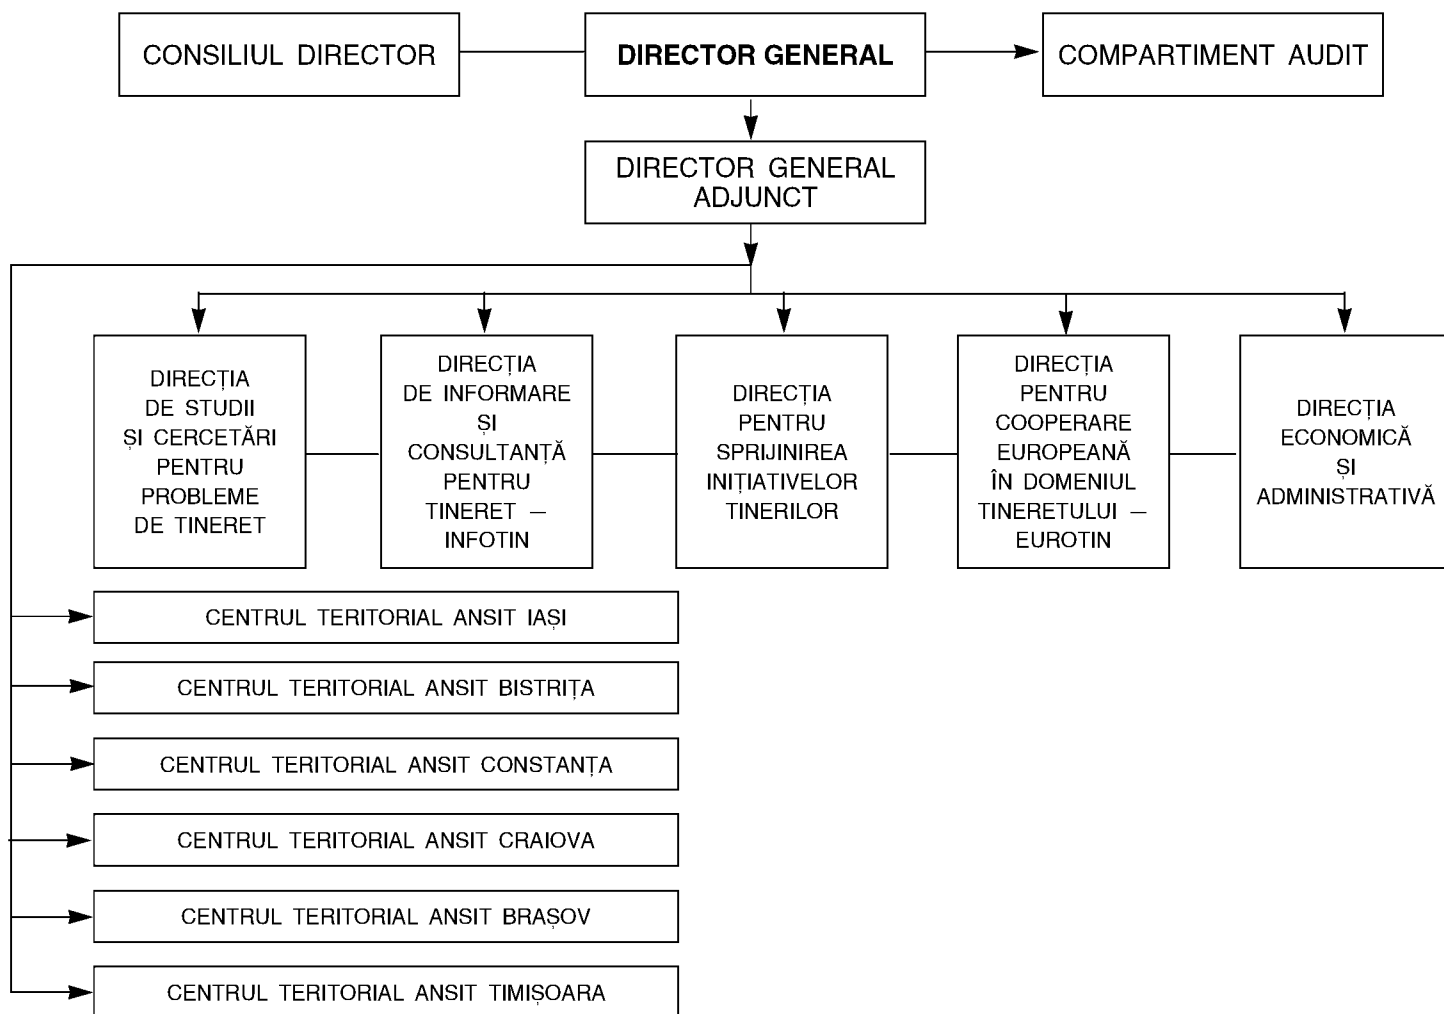 CONSILIUL DIRECTOR
DIRECTOR GENERAL
COMPARTIMENT AUDIT
DIRECTOR GENERAL
ADJUNCT
DIRECȚIA
DE STUDII
ȘI CERCETĂRI
PENTRU
PROBLEME
DE TINERET
DIRECȚIA
DE INFORMARE
ȘI
CONSULTANȚĂ
PENTRU
TINERET —
INFOTIN
DIRECȚIA
PENTRU
SPRIJINIREA
INIȚIATIVELOR
TINERILOR
DIRECȚIA
PENTRU
COOPERARE
EUROPEANĂ
ÎN DOMENIUL
TINERETULUI —
EUROTIN
DIRECȚIA
ECONOMICĂ
ȘI
ADMINISTRATIVĂ
CENTRUL TERITORIAL ANSIT IAȘI
CENTRUL TERITORIAL ANSIT BISTRIȚA
CENTRUL TERITORIAL ANSIT CONSTANȚA
CENTRUL TERITORIAL ANSIT CRAIOVA
CENTRUL TERITORIAL ANSIT BRAȘOV
CENTRUL TERITORIAL ANSIT TIMIȘOARA